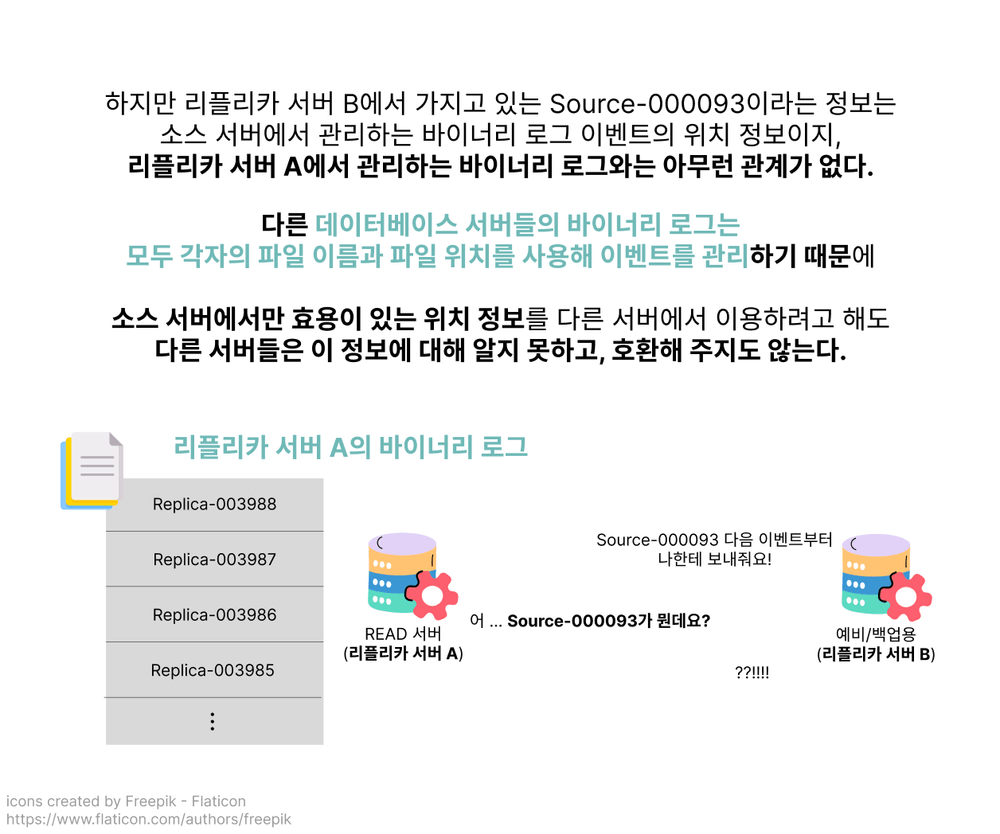 하지만 리플리카 서버 B에서 가지고 있는 Source-000093이라는 정보는
소스 서버에서 관리하는 바이너리 로그 이벤트의 위치 정보이지,
리플리카 서버 A에서 관리하는 바이너리 로그와는 아무런 관계가 없다.
다른 데이터베이스 서버들의 바이너리 로그는
모두 각자의 파일 이름과 파일 위치를 사용해 이벤트를 관리하기 때문에
소스 서버에서만 효용이 있는 위치 정보를 다른 서버에서 이용하려고 해도
다른 서버들은 이 정보에 대해 알지 못하고, 호환해 주지도 않는다.
리플리카 서버 A의 바이너리 로그
Replica-003988
Replica-003987
Replica-003986
Replica-003985
⋮
Source-000093 다음 이벤트부터
나한테 보내줘요!
어 ... Source-000093가 뭔데요?
READ 서버
(리플리카 서버 A)
예비/백업용
(리플리카 서버 B)
??!!!!
icons created by Freepik - Flaticon
https://www.flaticon.com/authors/freepik